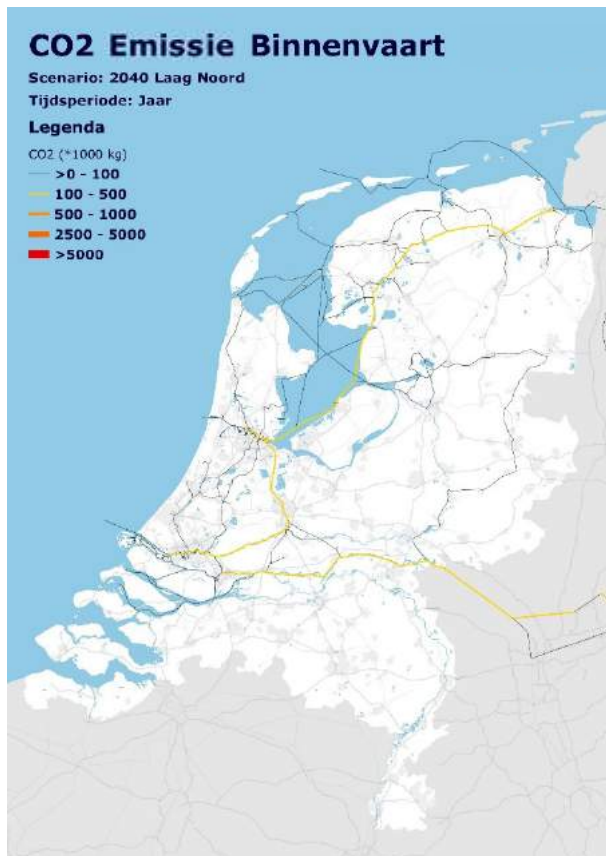 CO2 Emissie Binnenvaart
Scenario: 2040 Laag Noord
Tijdsperiode: Jaar
Legenda
CO2 (*1000 kg)
>0 - 100
100 - 500
500 - 1000
2500 - 5000
>5000